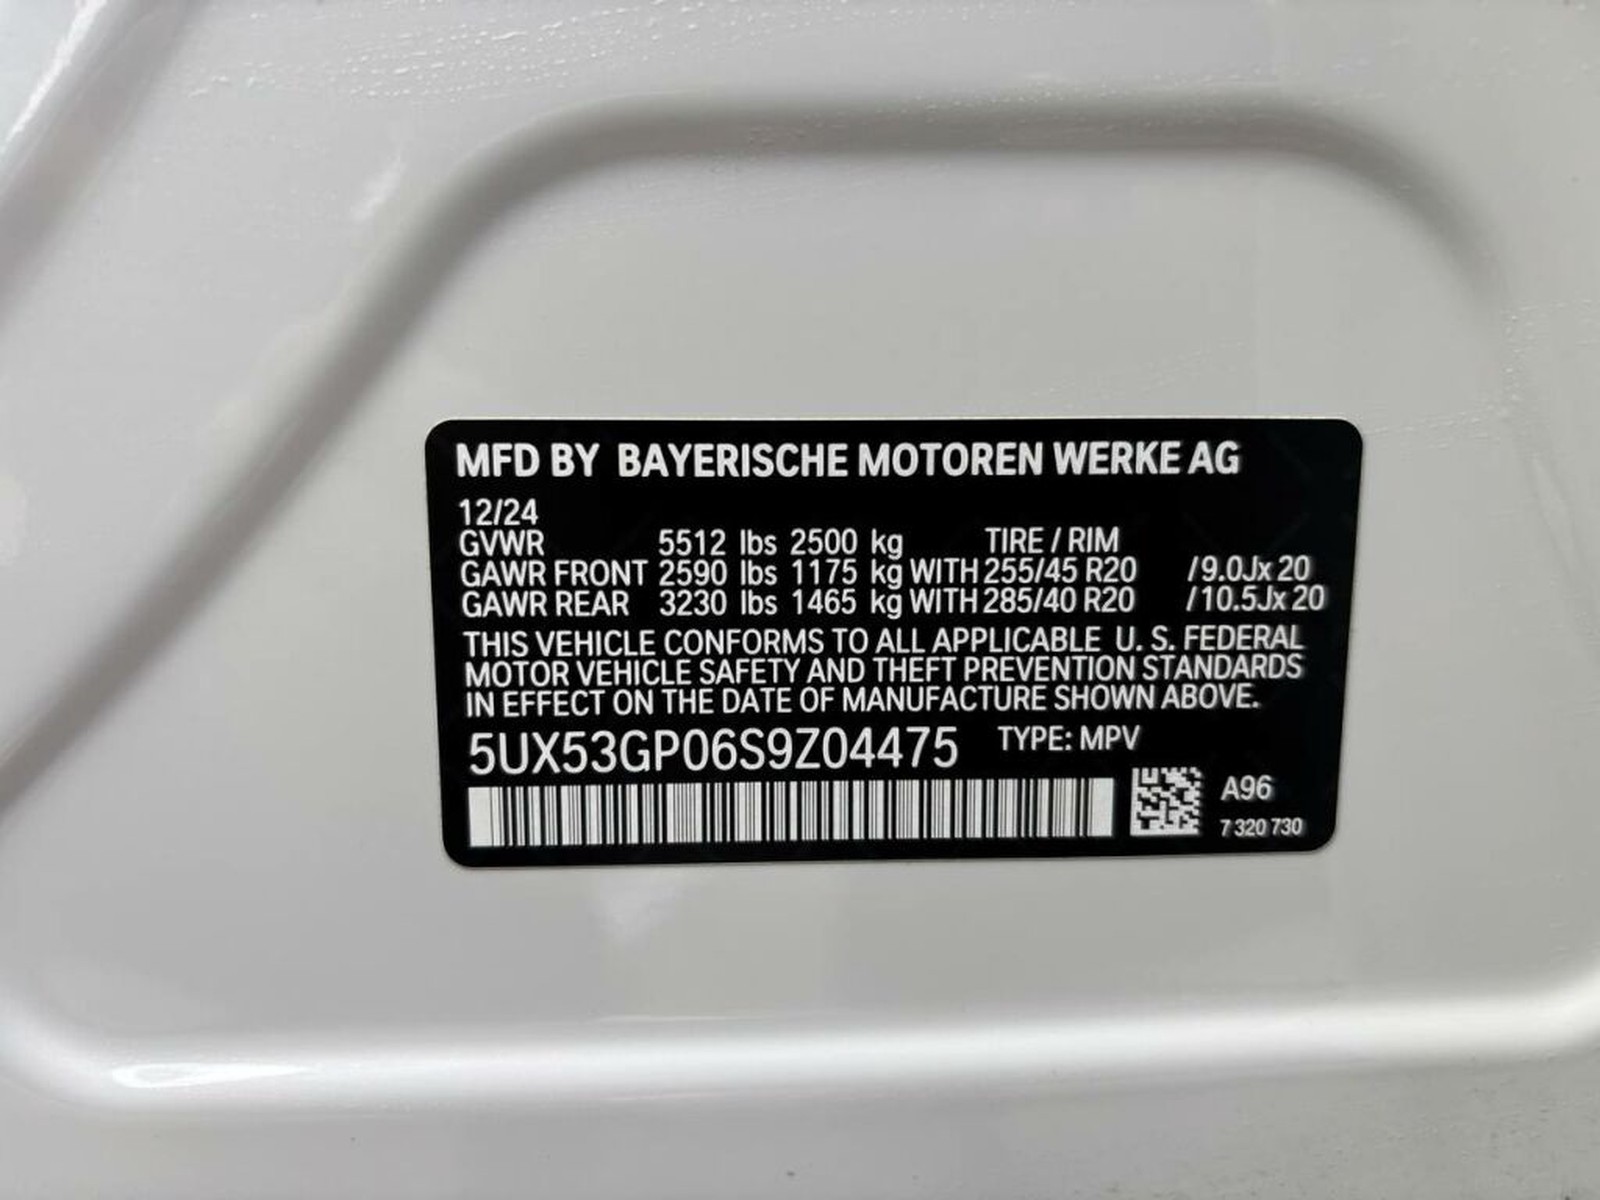 MFD BY BAYERISCHE MOTOREN WERKE AG
12/24
GVWR 5512 lbs 2500 kg TIRE / RIM
GAWR FRONT 2590 lbs 1175 kg WITH 255/45 R20 / 9.0Jx 20
GAWR REAR 3230 lbs 1465 kg WITH 285/40 R20 / 10.5Jx 20
THIS VEHICLE CONFORMS TO ALL APPLICABLE U. S. FEDERAL
MOTOR VEHICLE SAFETY AND THEFT PREVENTION STANDARDS
IN EFFECT ON THE DATE OF MANUFACTURE SHOWN ABOVE.
5UX53GP06S9Z04475 TYPE: MPV
A96
7 320 730